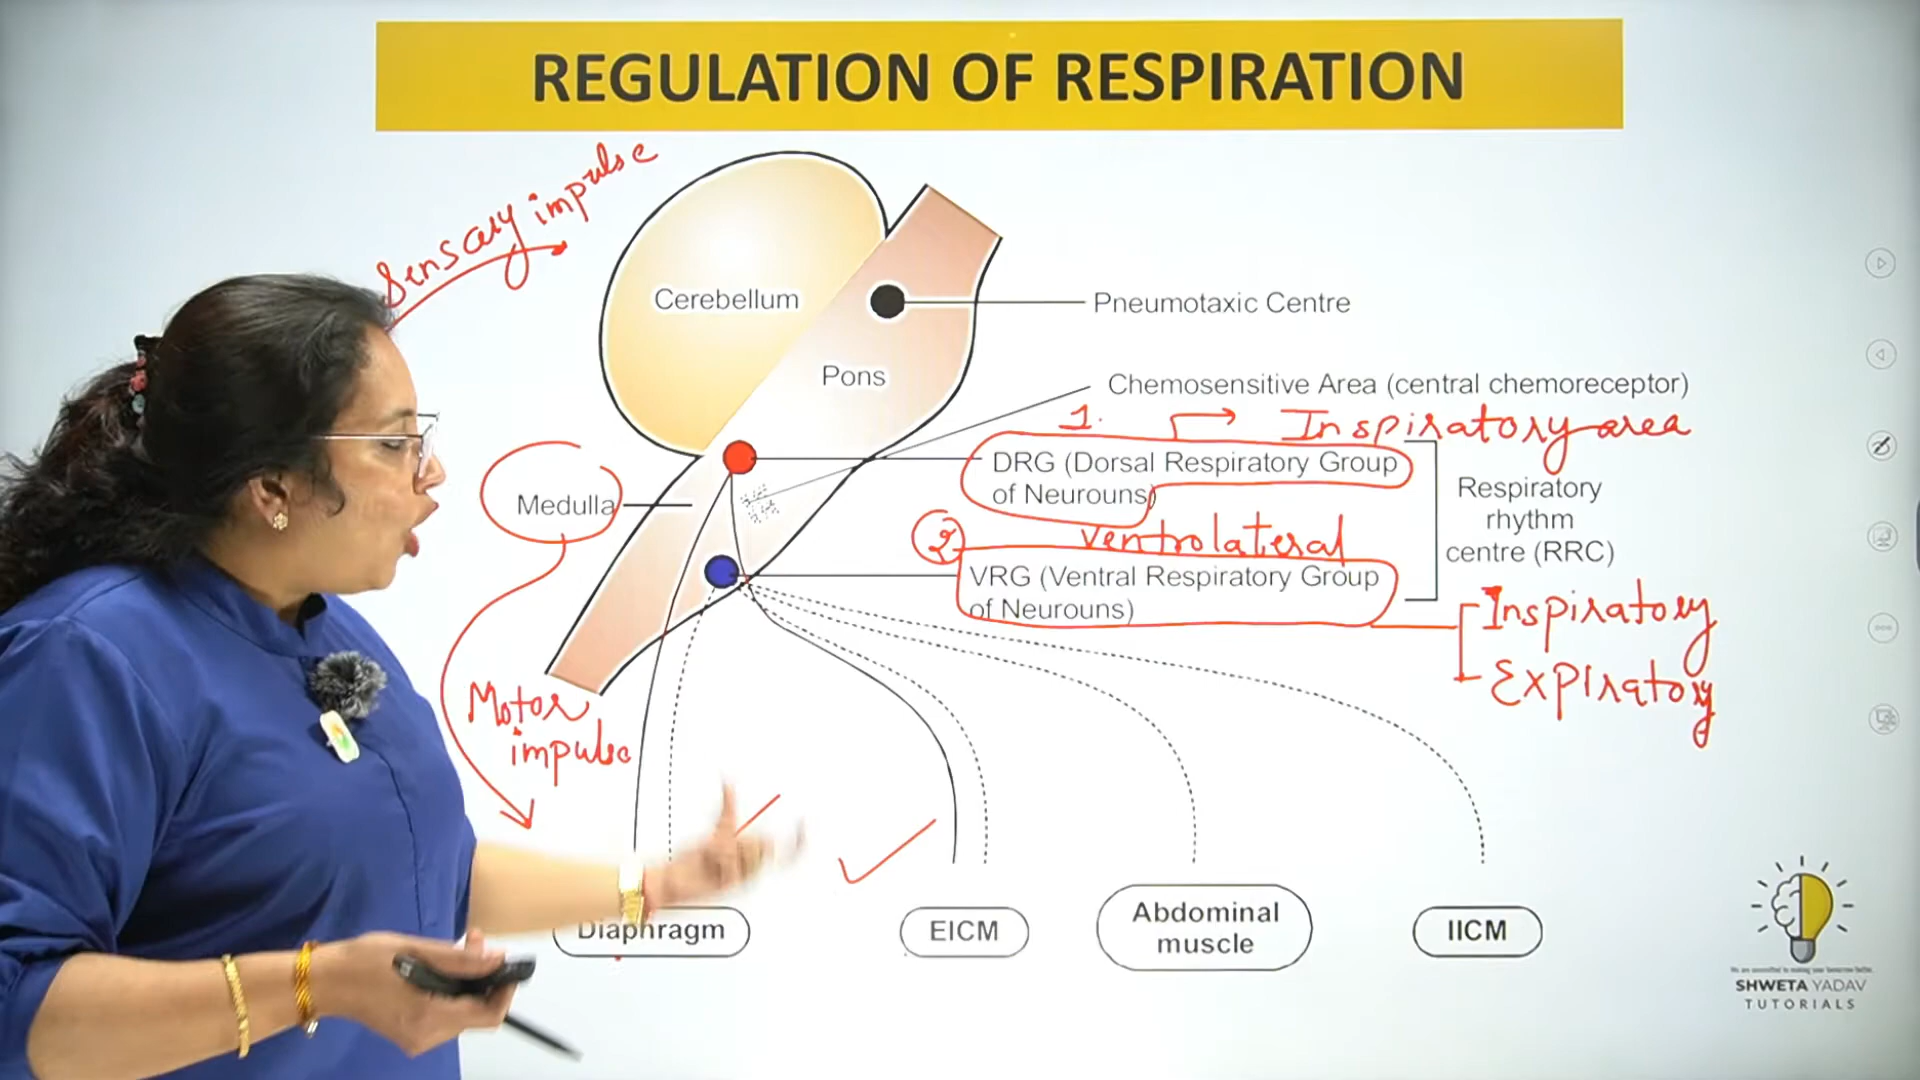 REGULATION OF RESPIRATION
Sensary impulse
Cerebellum
Pneumotaxic Centre
Pons
Chemosensitive Area (central chemoreceptor)
1.
Inspiratory area
DRG (Dorsal Respiratory Group
of Neurouns)
Medulla
Respiratory
rhythm
centre (RRC)
2
Ventrolateral
VRG (Ventral Respiratory Group
of Neurouns)
Inspiratory
Expiratory
Motor
impulse
Diaphragm
EICM
Abdominal
muscle
IICM
SHWETA YADAV
TUTORIALS